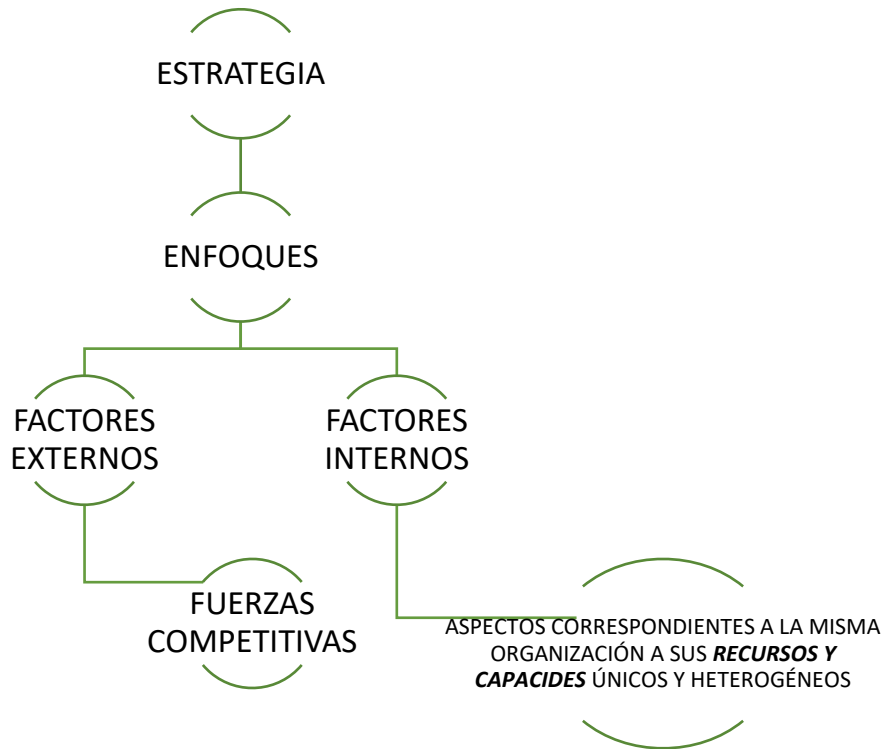 ESTRATEGIA
ENFOQUES
FACTORES
EXTERNOS
FACTORES
INTERNOS
FUERZAS
COMPETITIVAS
ASPECTOS CORRESPONDIENTES A LA MISMA
ORGANIZACIÓN A SUS RECURSOS Y
CAPACIDES ÚNICOS Y HETEROGÉNEOS